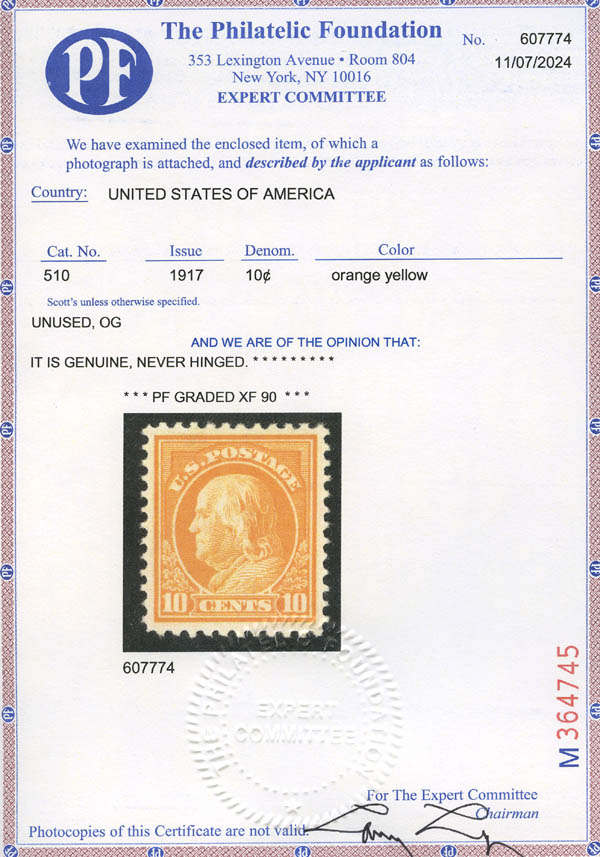 PF
The Philatelic Foundation
No. 607774
353 Lexington Avenue • Room 804
11/07/2024
New York, NY 10016
EXPERT COMMITTEE
We have examined the enclosed item, of which a
photograph is attached, and described by the applicant as follows:
Country: UNITED STATES OF AMERICA
Cat. No. Issue Denom. Color
510 1917 10¢ orange yellow
Scott's unless otherwise specified.
UNUSED, OG
AND WE ARE OF THE OPINION THAT:
IT IS GENUINE, NEVER HINGED. * * * * * * * * *
* * * PF GRADED XF 90 * * *
U.S. POSTAGE
10 CENTS 10
607774
THE PHILATELIC FOUNDATION
EXPERT
COMMITTEE
M 364745
For The Expert Committee
Chairman
Photocopies of this Certificate are not valid.